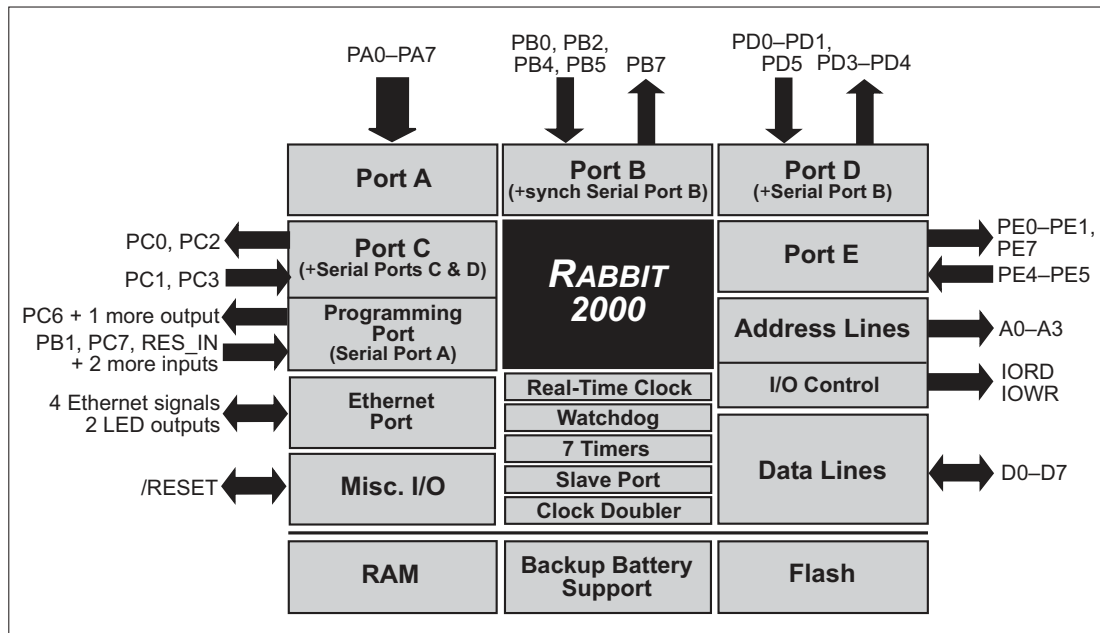 PA0–PA7
PB0, PB2,
PB4, PB5
PB7
PD0–PD1,
PD5
PD3–PD4
Port A
Port B
(+synch Serial Port B)
Port D
(+Serial Port B)
PC0, PC2
PC1, PC3
Port C
(+Serial Ports C & D)
RABBIT
2000
Port E
PE0–PE1,
PE7
PE4–PE5
PC6 + 1 more output
PB1, PC7, RES_IN
+ 2 more inputs
Programming
Port
(Serial Port A)
Address Lines
A0–A3
4 Ethernet signals
2 LED outputs
Ethernet
Port
Real-Time Clock
Watchdog
7 Timers
Slave Port
Clock Doubler
I/O Control
IORD
IOWR
/RESET
Misc. I/O
Data Lines
D0–D7
RAM
Backup Battery
Support
Flash